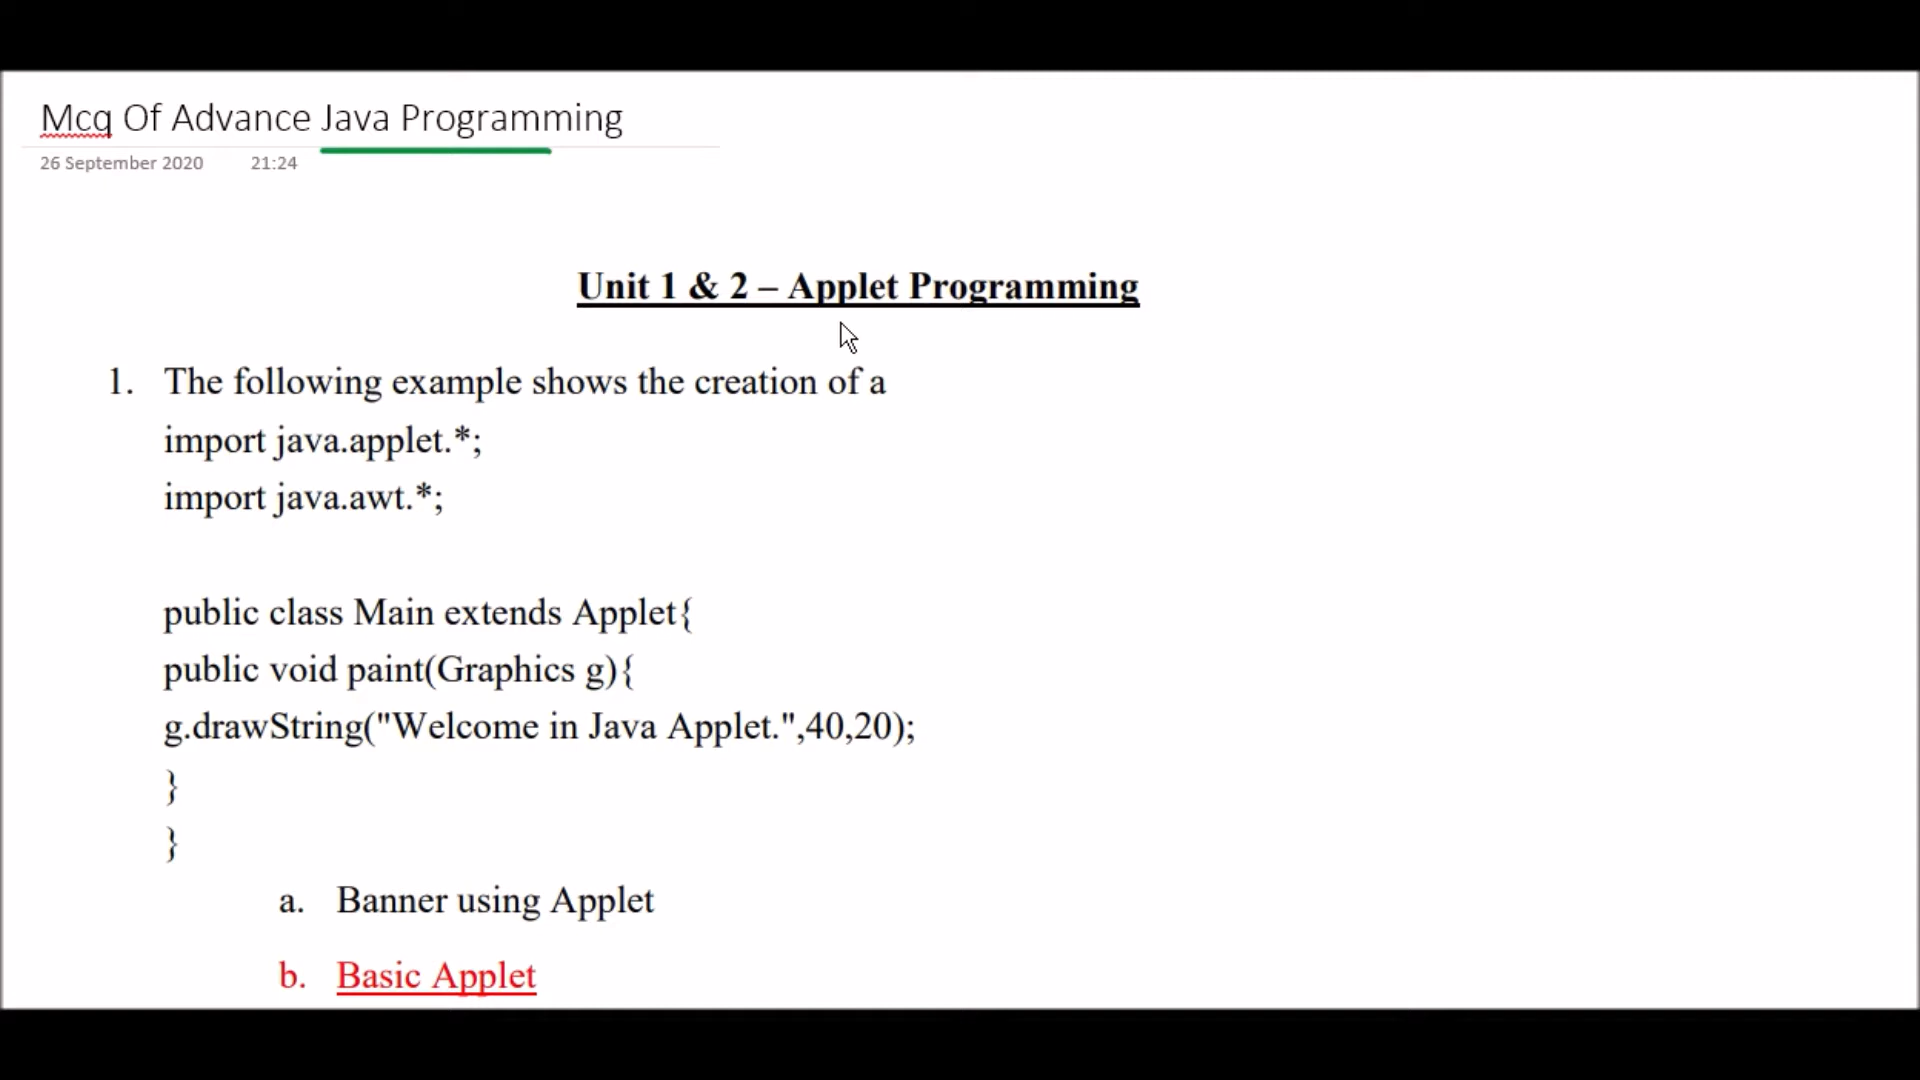 Mcq Of Advance Java Programming
26 September 2020 21:24
Unit 1 & 2 – Applet Programming
1. The following example shows the creation of a
import java.applet.*;
import java.awt.*;
public class Main extends Applet{
public void paint(Graphics g){
g.drawString("Welcome in Java Applet.",40,20);
}
}
a. Banner using Applet
b. Basic Applet